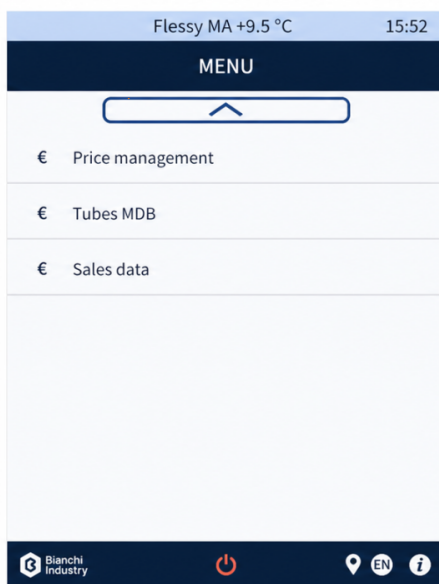 Flessy MA +9.5 °C 15:52
MENU
€ Price management
€ Tubes MDB
€ Sales data
Bianchi
Industry
EN i